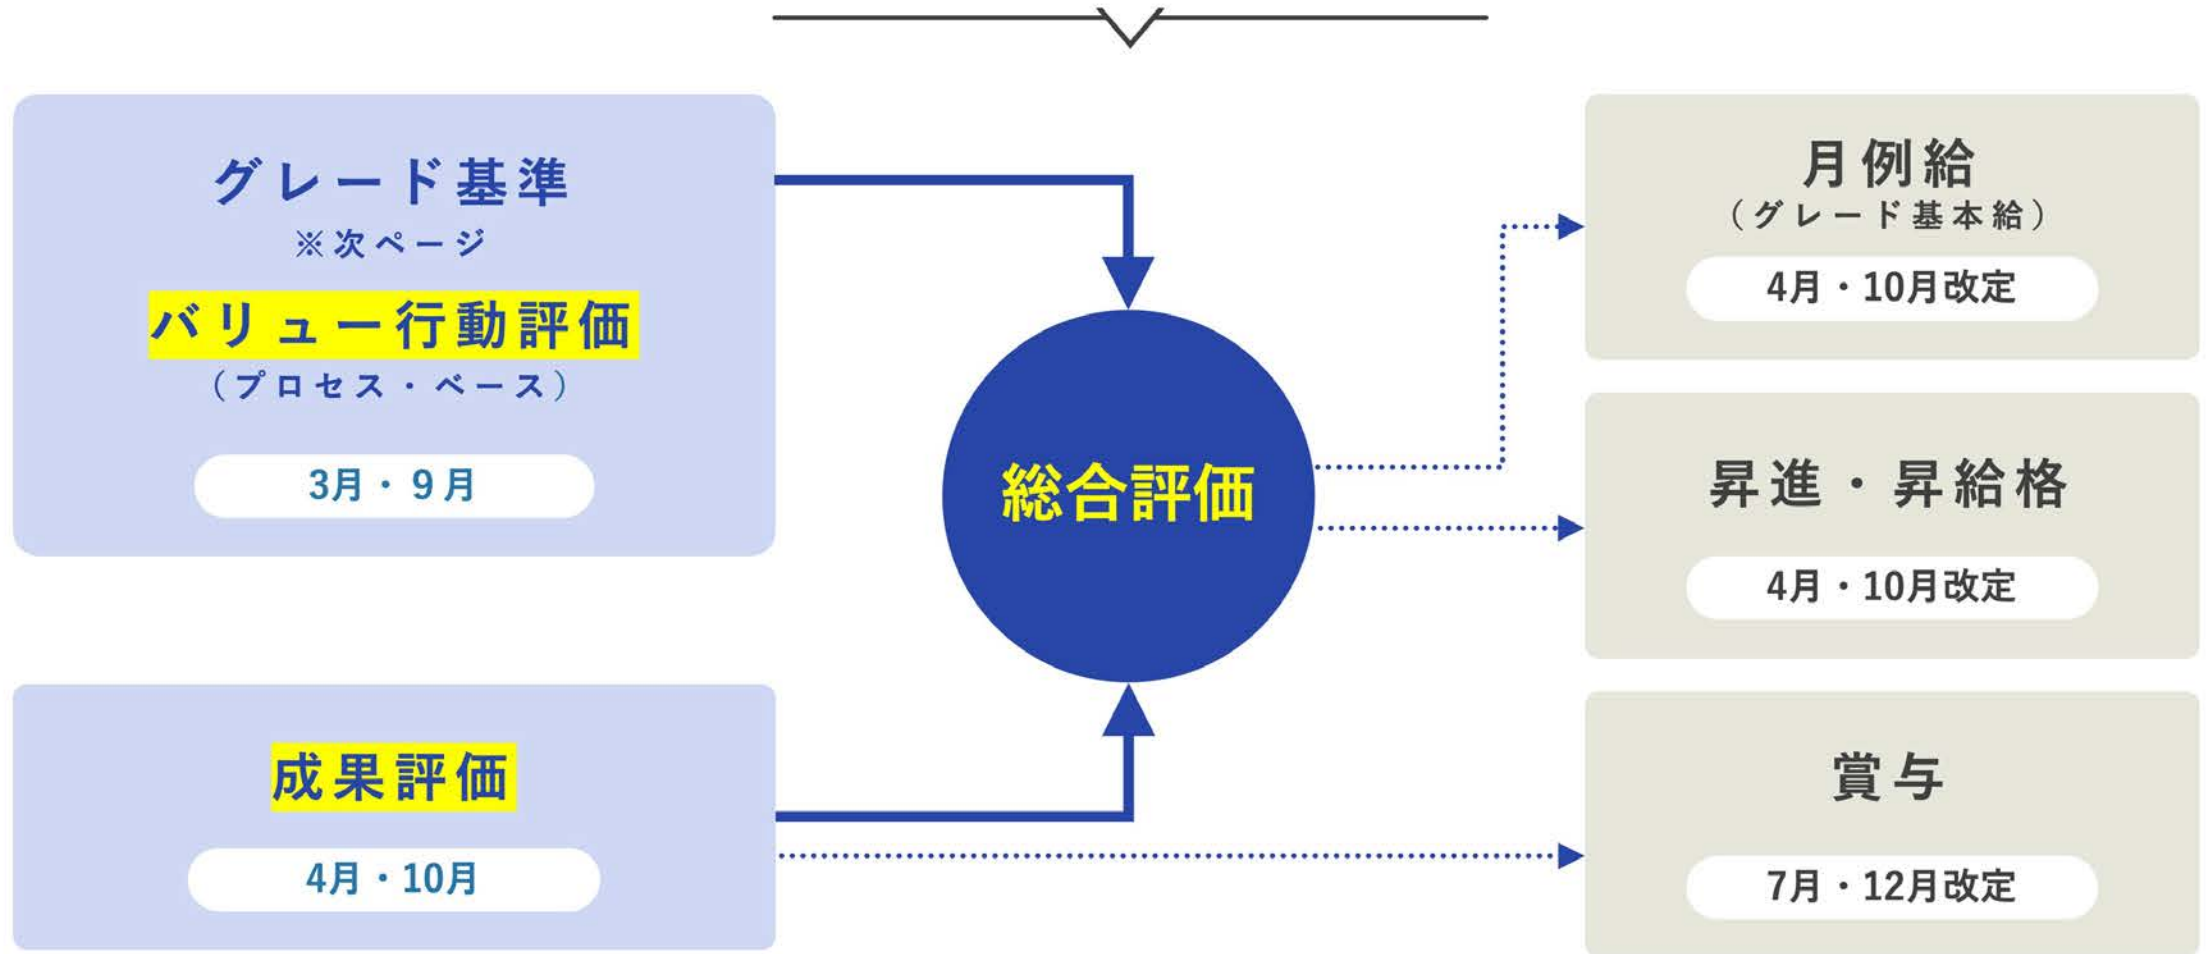 グレード基準
※次ページ
バリュー行動評価
（プロセス・ベース）
3月・9月
成果評価
4月・10月
総合評価
月例給
（グレード基本給）
4月・10月改定
昇進・昇給格
4月・10月改定
賞与
7月・12月改定